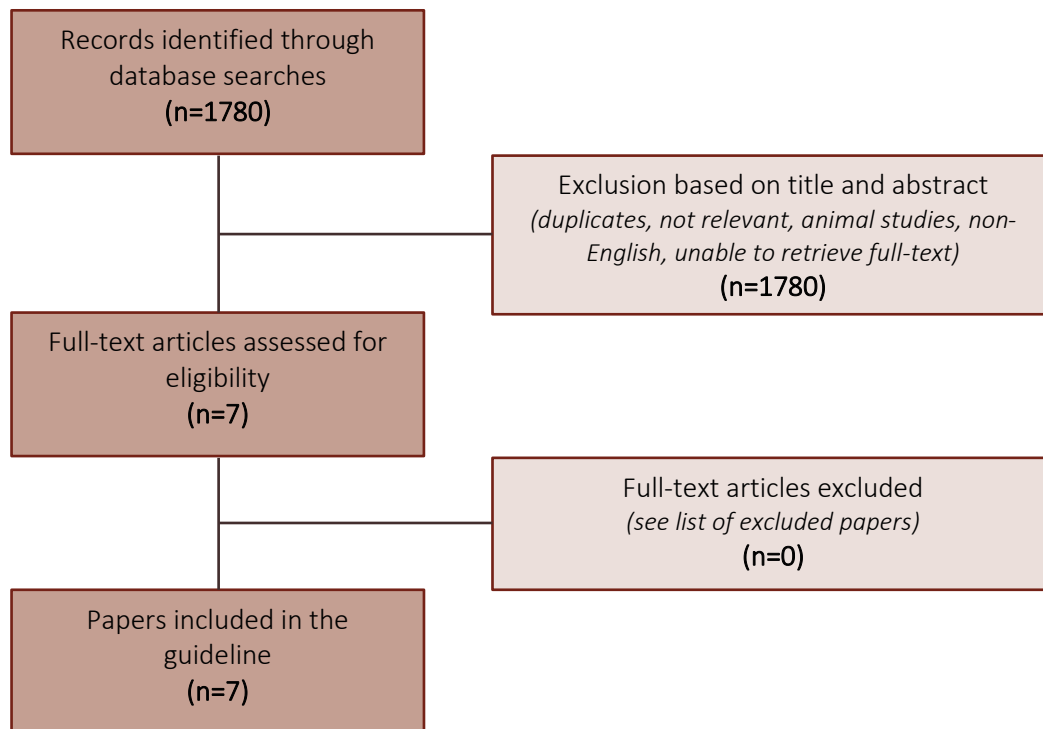 Records identified through
database searches
(n=1780)
Exclusion based on title and abstract
(duplicates, not relevant, animal studies, non-
English, unable to retrieve full-text)
(n=1780)
Full-text articles assessed for
eligibility
(n=7)
Full-text articles excluded
(see list of excluded papers)
(n=0)
Papers included in the
guideline
(n=7)